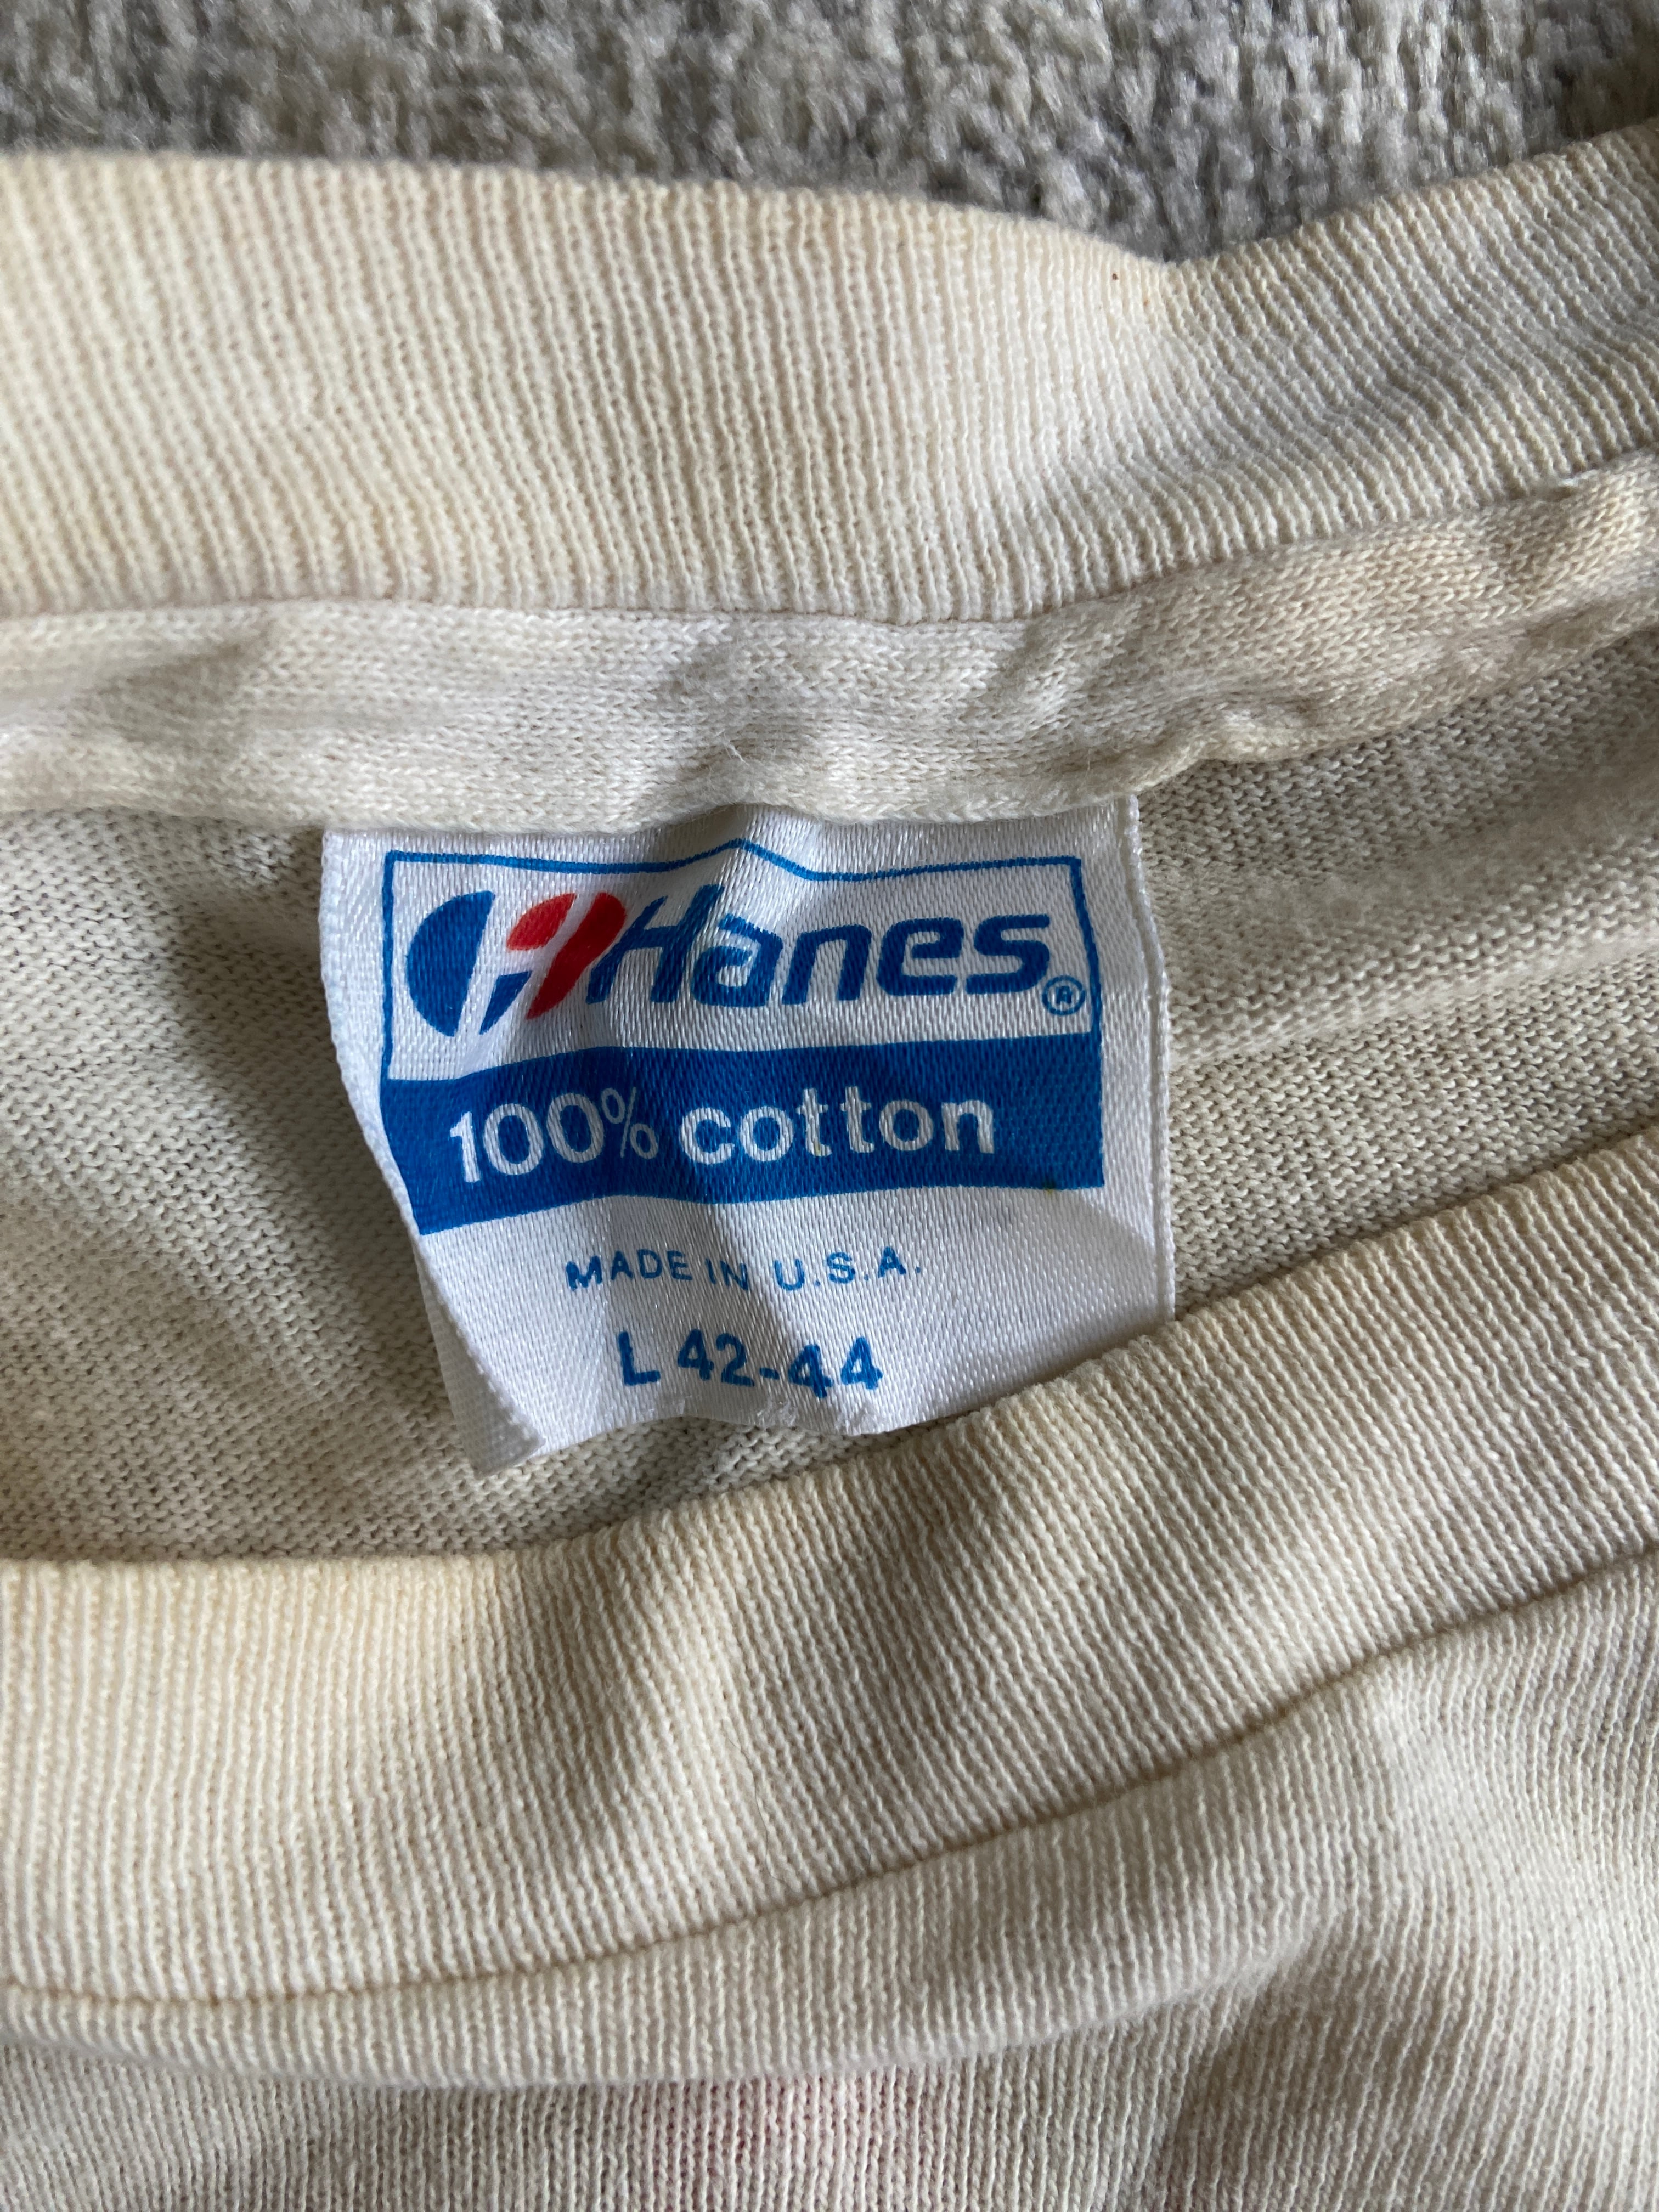 Hanes®
100% cotton
MADE IN U.S.A.
L 42-44